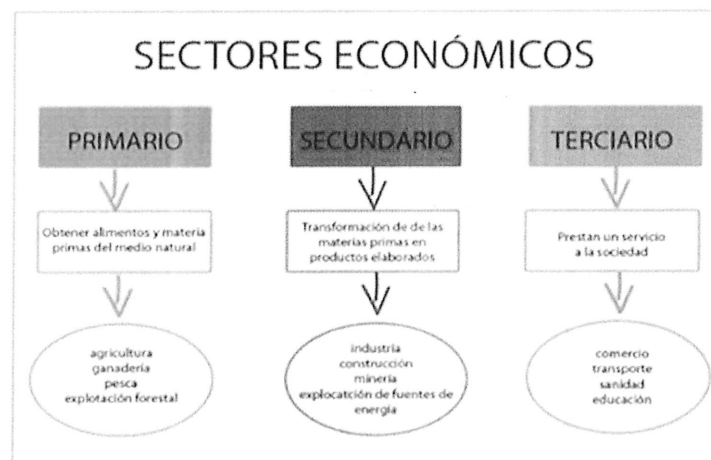 SECTORES ECONÓMICOS
PRIMARIO
SECUNDÁRIO
TERCIARIO
Obtener alimentos y materia
primas del medio natural
Transformación de de las
materias primas en
productos elaborados
Prestan un servicio
a la sociedad
agricultura
ganadería
pesca
explotación forestal
industria
construcción
minería
explocatción de fuentes de
energía
comercio
transporte
sanidad
educación